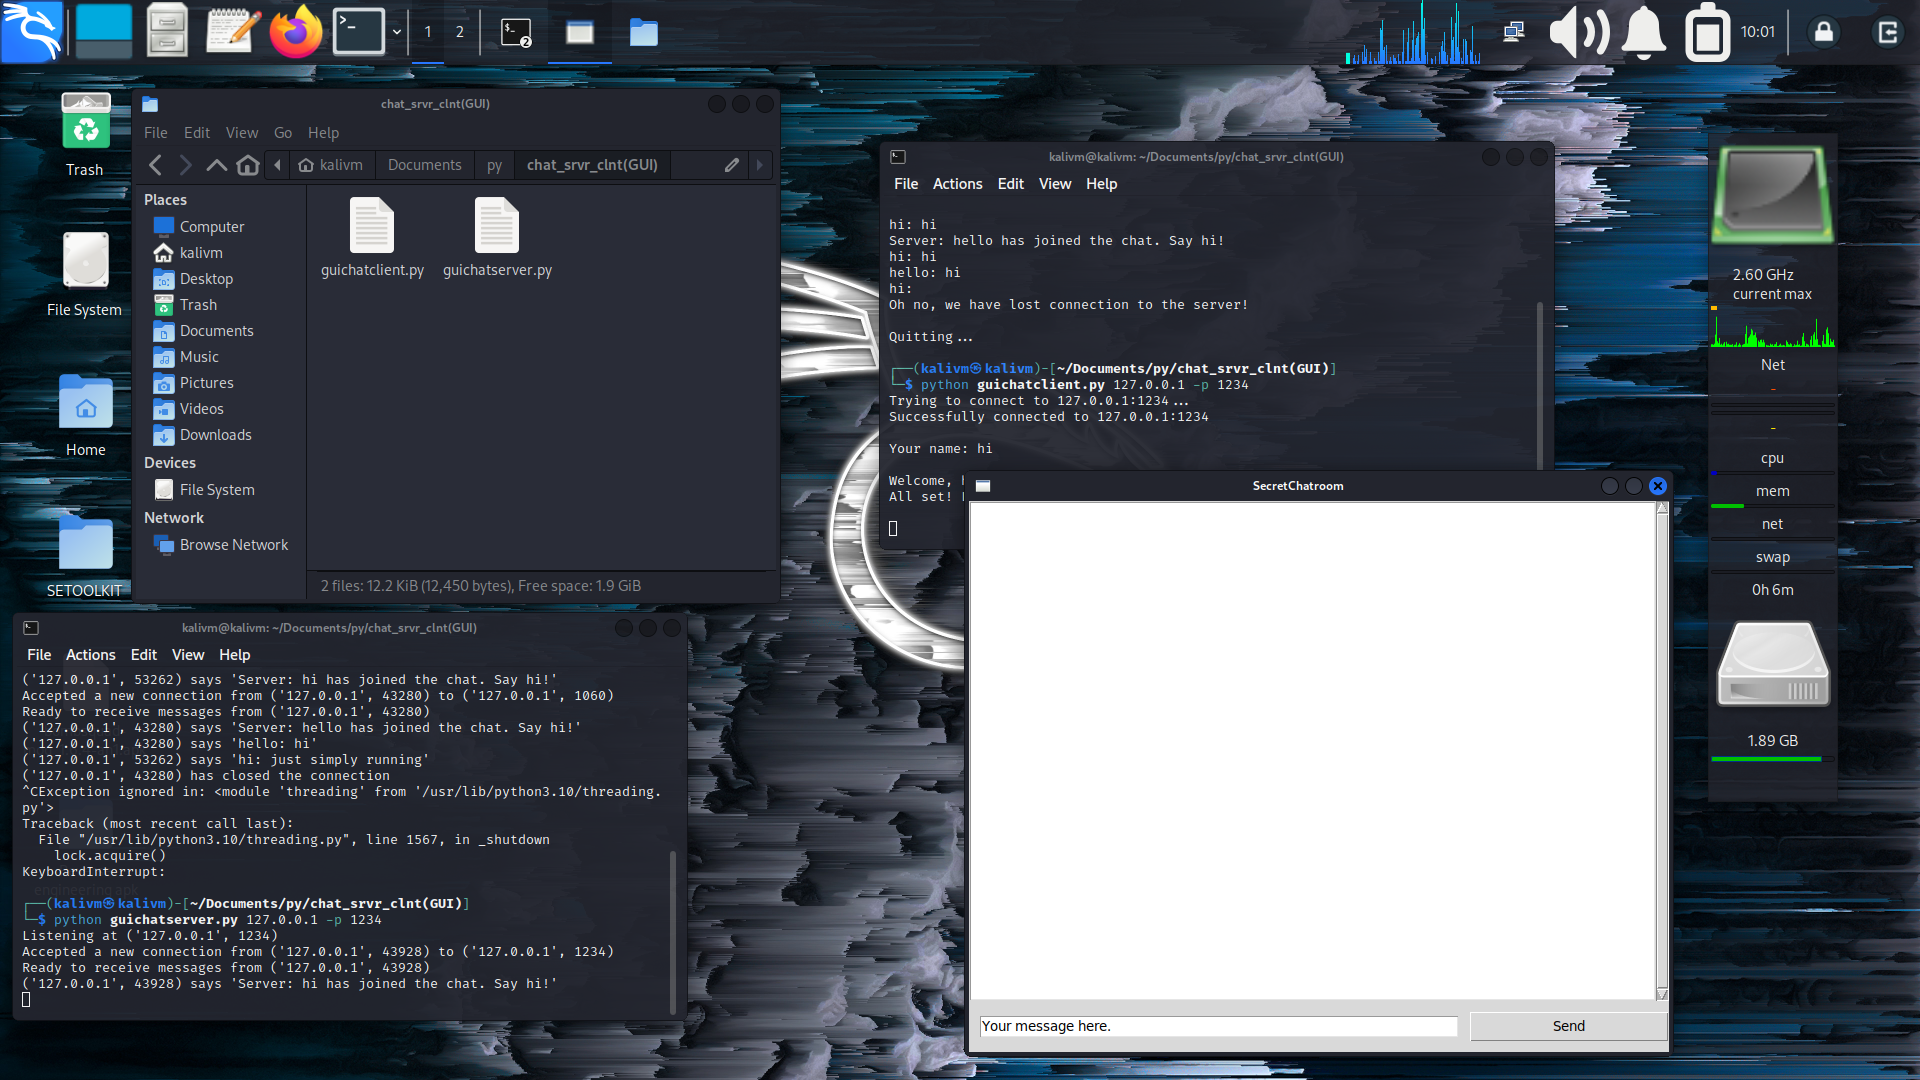 1
2
10:01
Trash
File System
Home
SETOOLKIT
chat_srvr_clnt(GUI)
File Edit View Go Help
kalivm Documents py chat_srvr_clnt(GUI)
Places
Computer
kalivm
Desktop
Trash
Documents
Music
Pictures
Videos
Downloads
Devices
File System
Network
Browse Network
guichatclient.py
guichatserver.py
2 files: 12.2 KiB (12,450 bytes), Free space: 1.9 GiB
kalivm@kalivm: ~/Documents/py/chat_srvr_clnt(GUI)
File Actions Edit View Help
hi: hi
Server: hello has joined the chat. Say hi!
hi: hi
hello: hi
hi:
Oh no, we have lost connection to the server!
Quitting...
┌──(kalivm㉿kalivm)-[~/Documents/py/chat_srvr_clnt(GUI)]
└─$ python guichatclient.py 127.0.0.1 -p 1234
Trying to connect to 127.0.0.1:1234...
Successfully connected to 127.0.0.1:1234
Your name: hi
Welcome,
All set!
kalivm@kalivm: ~/Documents/py/chat_srvr_clnt(GUI)
File Actions Edit View Help
('127.0.0.1', 53262) says 'Server: hi has joined the chat. Say hi!'
Accepted a new connection from ('127.0.0.1', 43280) to ('127.0.0.1', 1060)
Ready to receive messages from ('127.0.0.1', 43280)
('127.0.0.1', 43280) says 'Server: hello has joined the chat. Say hi!'
('127.0.0.1', 43280) says 'hello: hi'
('127.0.0.1', 53262) says 'hi: just simply running'
('127.0.0.1', 43280) has closed the connection
^CException ignored in: <module 'threading' from '/usr/lib/python3.10/threading.
py'>
Traceback (most recent call last):
File "/usr/lib/python3.10/threading.py", line 1567, in _shutdown
lock.acquire()
KeyboardInterrupt:
engineering apk
┌──(kalivm㉿kalivm)-[~/Documents/py/chat_srvr_clnt(GUI)]
└─$ python guichatserver.py 127.0.0.1 -p 1234
Listening at ('127.0.0.1', 1234)
Accepted a new connection from ('127.0.0.1', 43928) to ('127.0.0.1', 1234)
Ready to receive messages from ('127.0.0.1', 43928)
('127.0.0.1', 43928) says 'Server: hi has joined the chat. Say hi!'
SecretChatroom
Your message here.
Send
2.60 GHz
current max
Net
-
-
cpu
mem
net
swap
0h 6m
1.89 GB